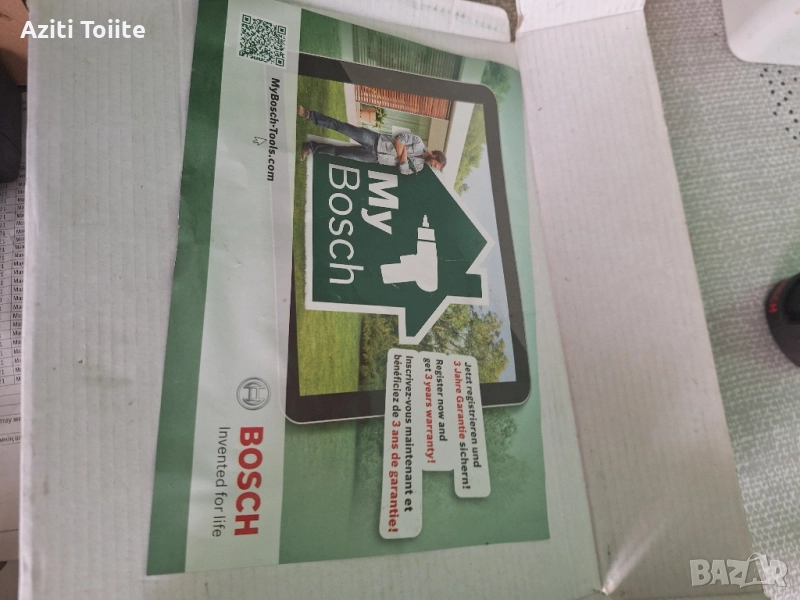 Aziti Toiite
MyBosch-Tools.com
My
Bosch
Jetzt registrieren und
3 Jahre Garantie sichern!
Register now and
get 3 years warranty!
Inscrivez-vous maintenant et
bénéficiez de 3 ans de garantie!
BOSCH
Invented for life
BAZAR